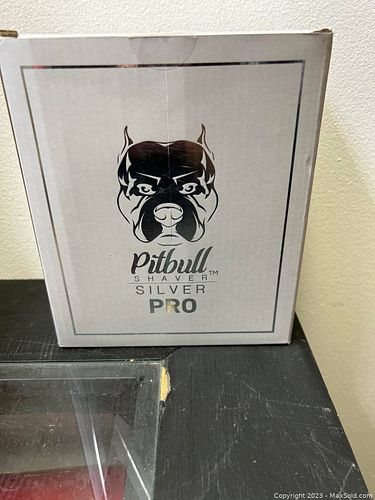 Pitbull™
SHAVER
SILVER
PRO
Copyright 2023 - MaxSold.com